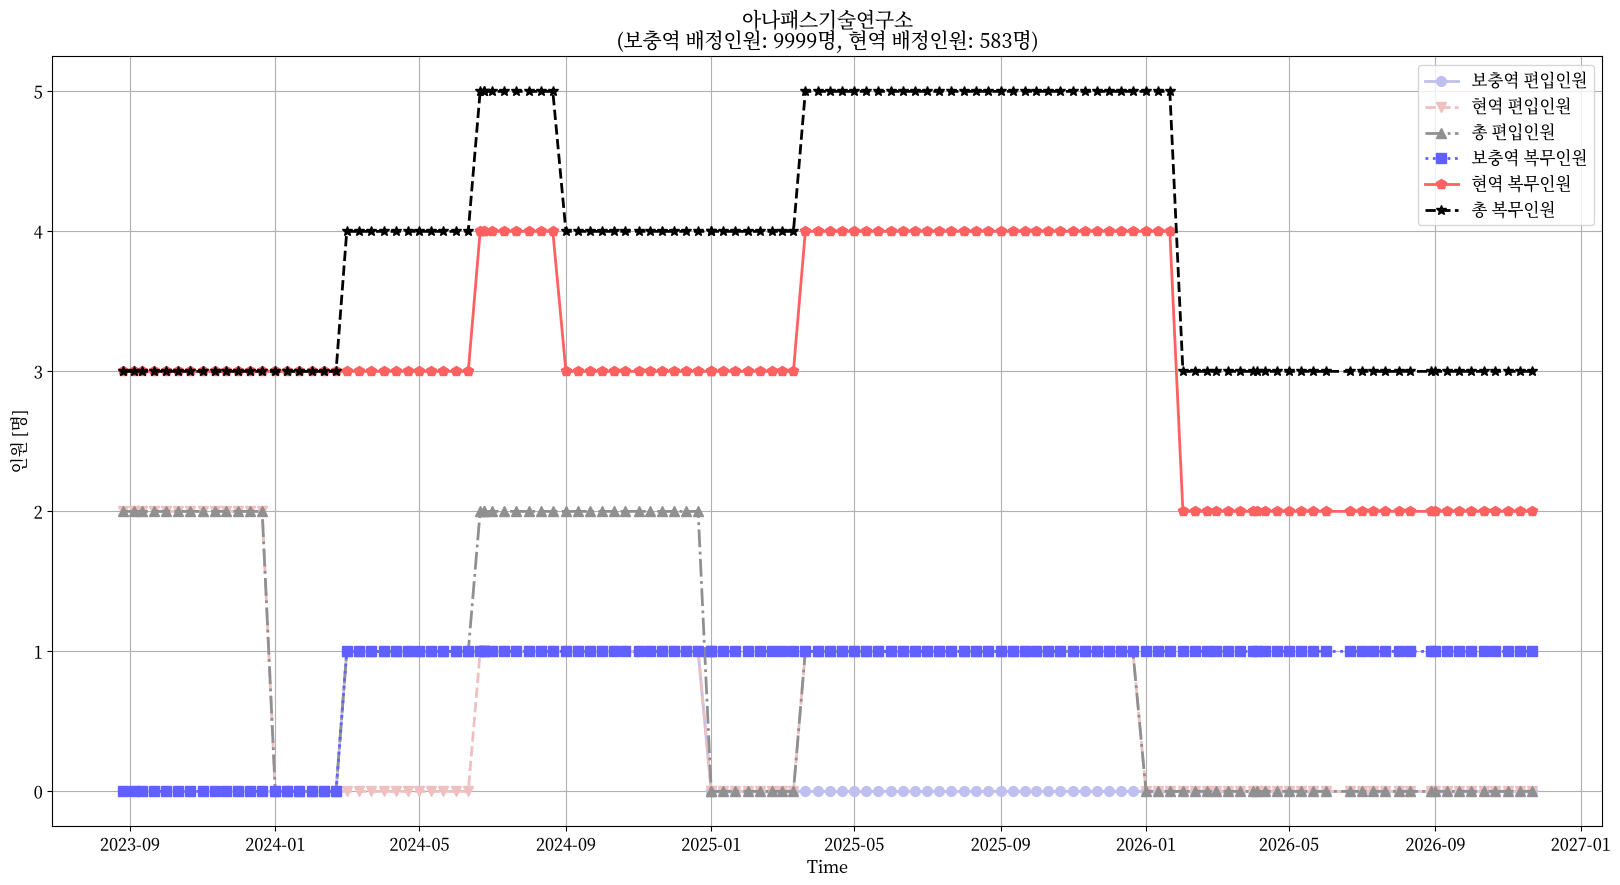 아나패스기술연구소
(보충역 배정인원: 9999명, 현역 배정인원: 583명)
보충역 편입인원
현역 편입인원
총 편입인원
보충역 복무인원
현역 복무인원
총 복무인원
인원 [명]
5
4
3
2
1
0
2023-09
2024-01
2024-05
2024-09
2025-01
2025-05
2025-09
2026-01
2026-05
2026-09
2027-01
Time